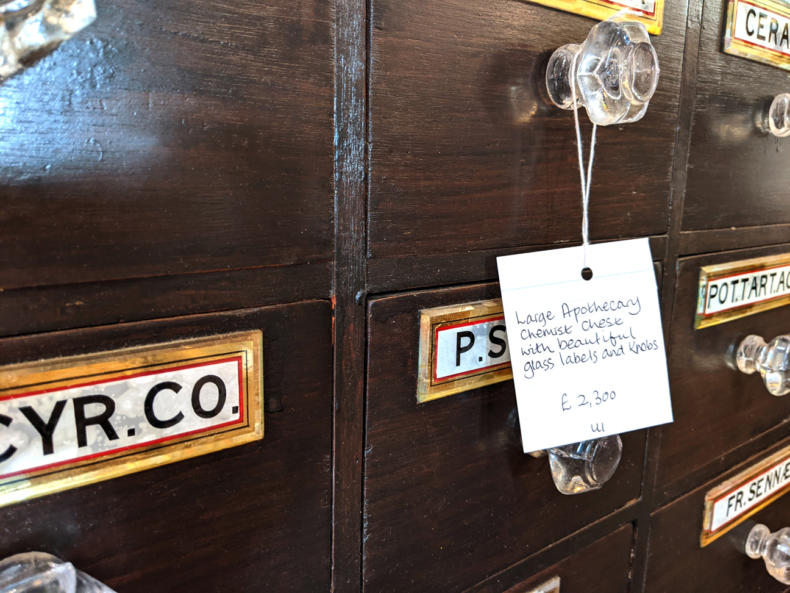 CERA
Large Apothecary
Chemist Chest
with beautiful
glass labels and Knobs
£ 2,300
P.S
POT.TART.AC
CYR.CO.
FR.SENNÆ